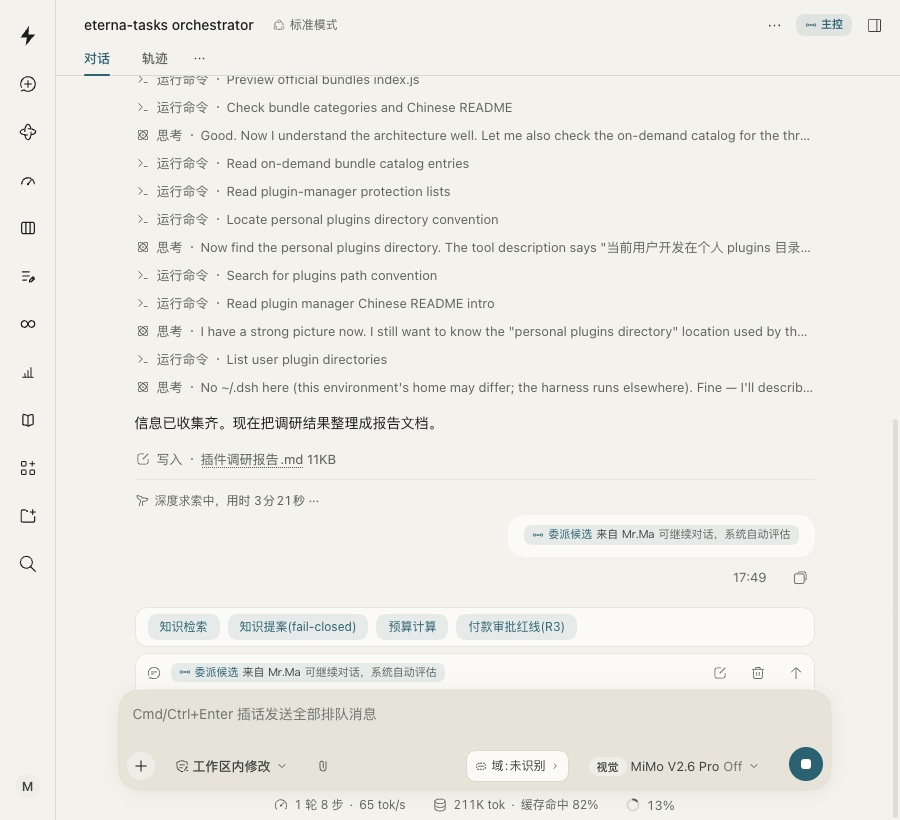 eterna-tasks orchestrator 标准模式 ··· 主控
对话 轨迹 ···
运行命令 · Preview official bundles index.js
运行命令 · Check bundle categories and Chinese README
思考 · Good. Now I understand the architecture well. Let me also check the on-demand catalog for the thr...
运行命令 · Read on-demand bundle catalog entries
运行命令 · Read plugin-manager protection lists
运行命令 · Locate personal plugins directory convention
思考 · Now find the personal plugins directory. The tool description says "当前用户开发在个人 plugins 目录...
运行命令 · Search for plugins path convention
运行命令 · Read plugin manager Chinese README intro
思考 · I have a strong picture now. I still want to know the "personal plugins directory" location used by th...
运行命令 · List user plugin directories
思考 · No ~/.dsh here (this environment's home may differ; the harness runs elsewhere). Fine — I'll describ...
信息已收集齐。现在把调研结果整理成报告文档。
写入 · 插件调研报告.md 11KB
深度求索中，用时 3分21秒 ···
委派候选 来自 Mr.Ma 可继续对话，系统自动评估
17:49
知识检索 知识提案(fail-closed) 预算计算 付款审批红线(R3)
委派候选 来自 Mr.Ma 可继续对话，系统自动评估
Cmd/Ctrl+Enter 插话发送全部排队消息
工作区内修改 域:未识别 › 视觉 MiMo V2.6 Pro Off
M
1 轮 8 步 · 65 tok/s 211K tok · 缓存命中 82% 13%